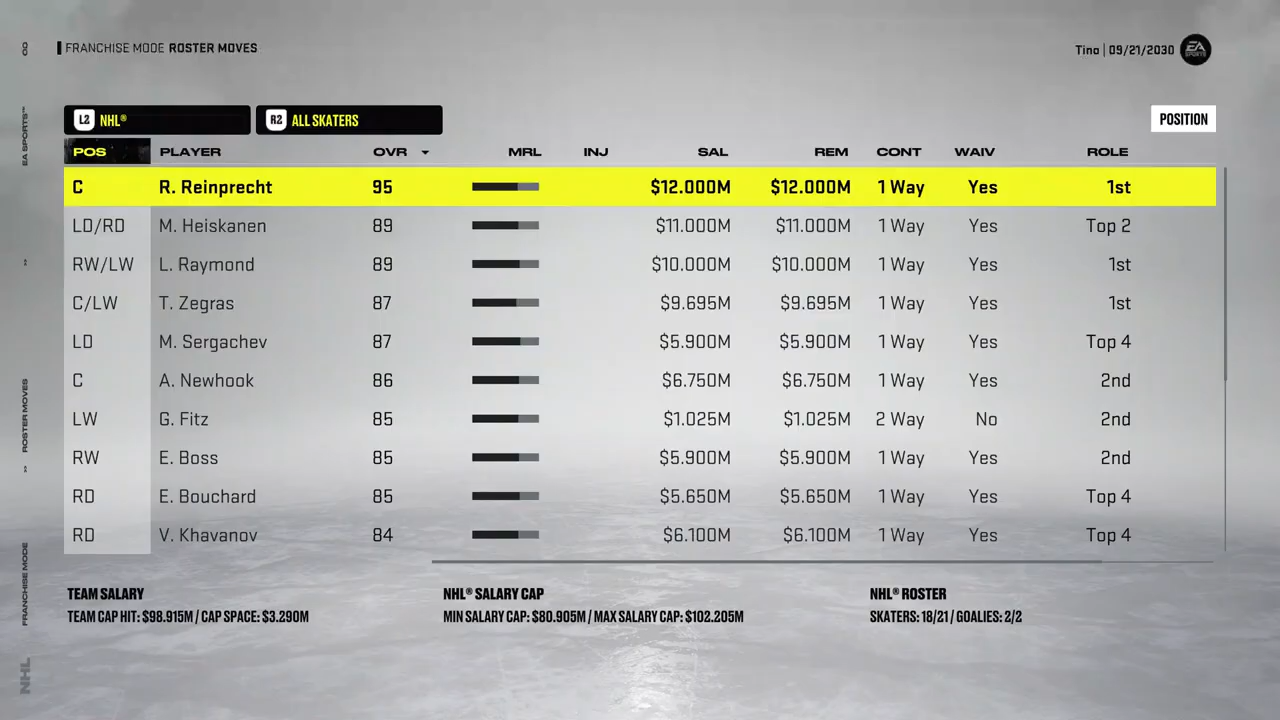 FRANCHISE MODE ROSTER MOVES
Tino | 09/21/2030
EA SPORTS
L2 NHL®
R2 ALL SKATERS
POSITION
POS PLAYER OVR MRL INJ SAL REM CONT WAIV ROLE
C R. Reinprecht 95 $12.000M $12.000M 1 Way Yes 1st
LD/RD M. Heiskanen 89 $11.000M $11.000M 1 Way Yes Top 2
RW/LW L. Raymond 89 $10.000M $10.000M 1 Way Yes 1st
C/LW T. Zegras 87 $9.695M $9.695M 1 Way Yes 1st
LD M. Sergachev 87 $5.900M $5.900M 1 Way Yes Top 4
C A. Newhook 86 $6.750M $6.750M 1 Way Yes 2nd
LW G. Fitz 85 $1.025M $1.025M 2 Way No 2nd
RW E. Boss 85 $5.900M $5.900M 1 Way Yes 2nd
RD E. Bouchard 85 $5.650M $5.650M 1 Way Yes Top 4
RD V. Khavanov 84 $6.100M $6.100M 1 Way Yes Top 4
TEAM SALARY
TEAM CAP HIT: $98.915M / CAP SPACE: $3.290M
NHL® SALARY CAP
MIN SALARY CAP: $80.905M / MAX SALARY CAP: $102.205M
NHL® ROSTER
SKATERS: 18/21 / GOALIES: 2/2
NHL FRANCHISE MODE » ROSTER MOVES » EA SPORTS™